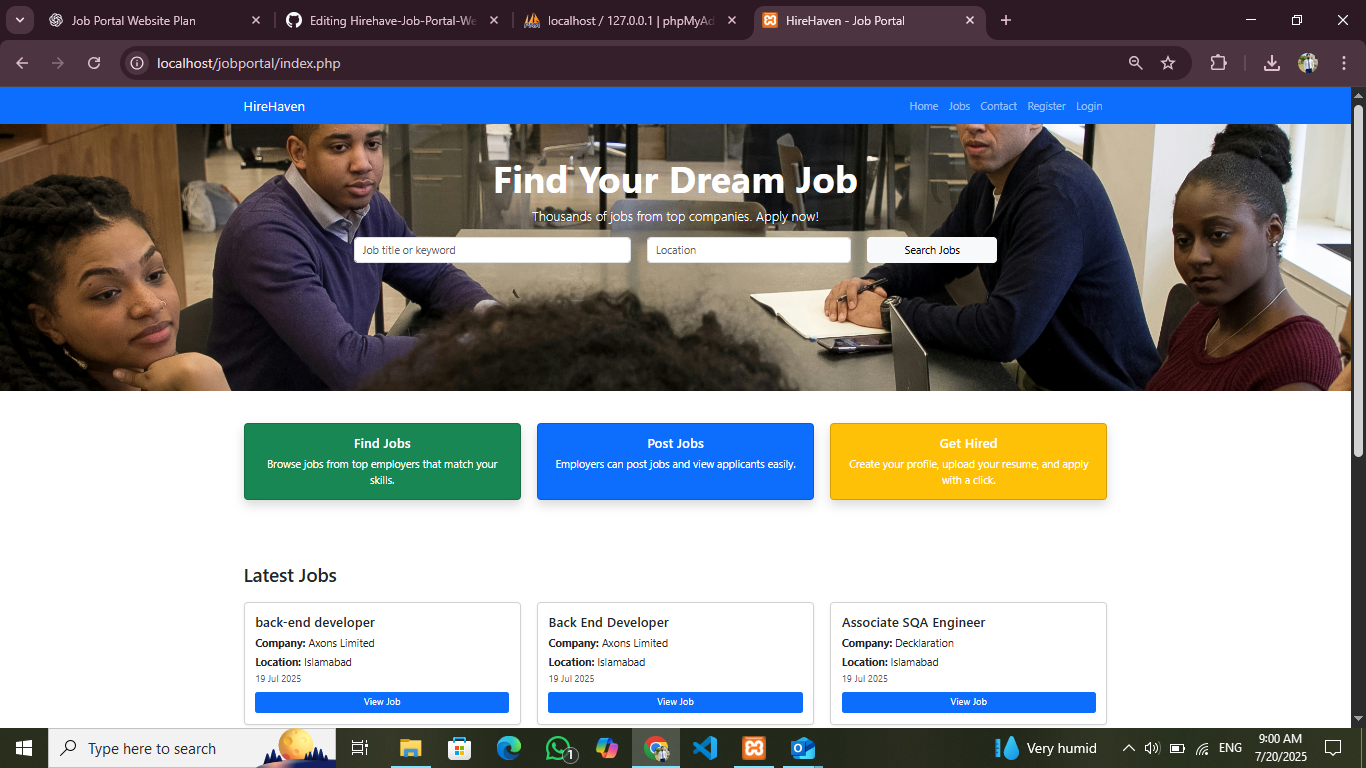 Job Portal Website Plan
Editing Hirehave-Job-Portal-We
localhost / 127.0.0.1 | phpMyAd
HireHaven - Job Portal
localhost/jobportal/index.php
HireHaven
Home Jobs Contact Register Login
Find Your Dream Job
Thousands of jobs from top companies. Apply now!
Job title or keyword
Location
Search Jobs
Find Jobs
Browse jobs from top employers that match your
skills.
Post Jobs
Employers can post jobs and view applicants easily.
Get Hired
Create your profile, upload your resume, and apply
with a click.
Latest Jobs
back-end developer
Company: Axons Limited
Location: Islamabad
19 Jul 2025
View Job
Back End Developer
Company: Axons Limited
Location: Islamabad
19 Jul 2025
View Job
Associate SQA Engineer
Company: Decklaration
Location: Islamabad
19 Jul 2025
View Job
Type here to search
1
Very humid
ENG
9:00 AM
7/20/2025